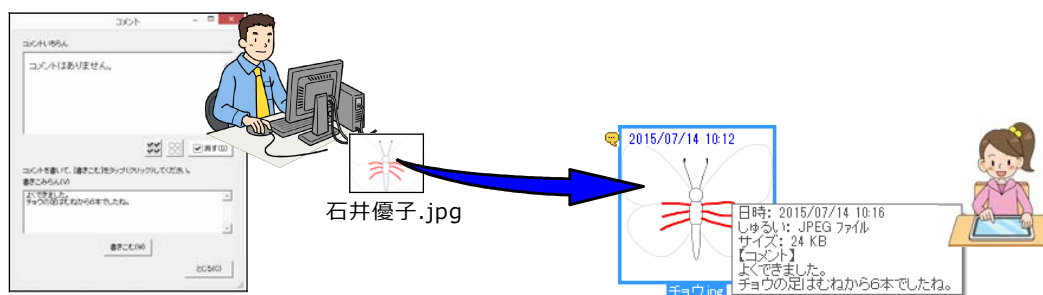 コメント
コメントいちらん
コメントはありません。
消す(D)
コメントを書いて、[書きこむ]をタップ(クリック)してください。
書きこみらん(V)
よくできました。
チョウの足はむねから6本でしたね。
書きこむ(W)
とじる(C)
石井優子.jpg
2015/07/14 10:12
チョウ.jpg
日時: 2015/07/14 10:16
しゅるい: JPEG ファイル
サイズ: 24 KB
【コメント】
よくできました。
チョウの足はむねから6本でしたね。